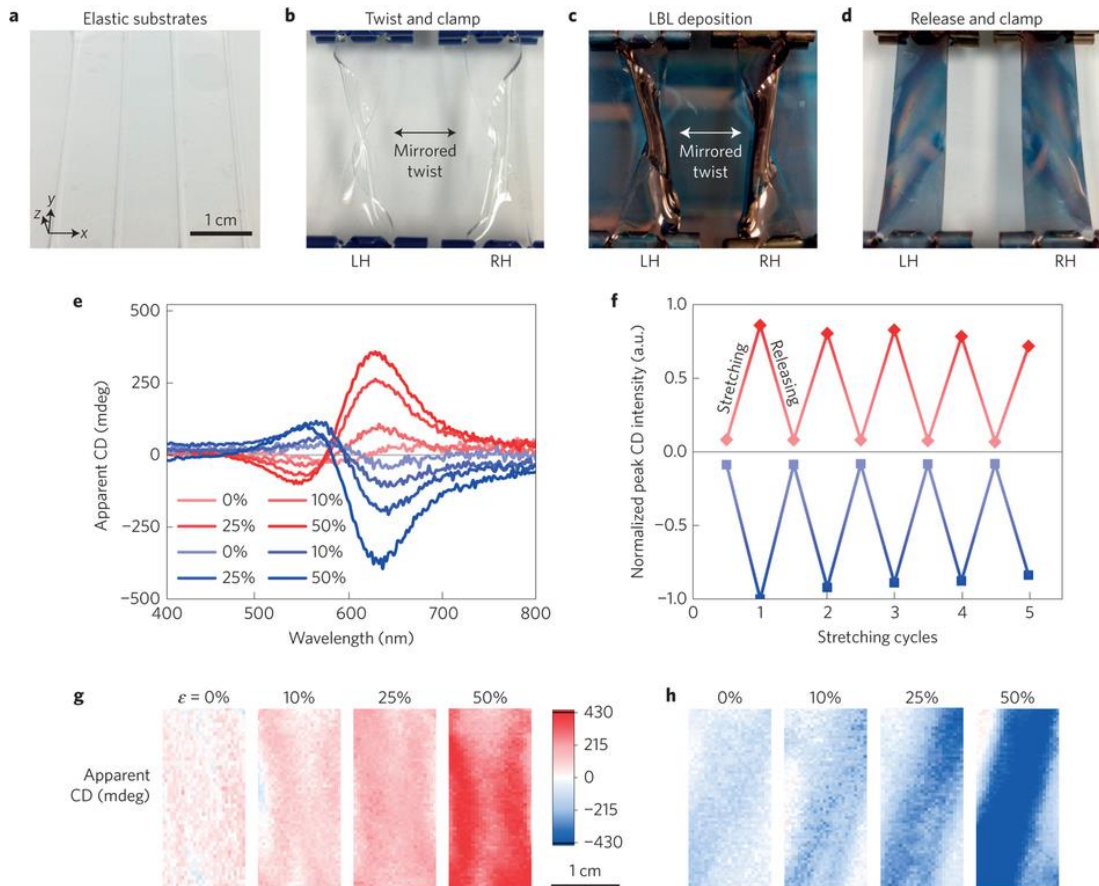 a Elastic substrates
b Twist and clamp
c LBL deposition
d Release and clamp
Mirrored
twist
Mirrored
twist
y
z
x
1 cm
LH RH
LH RH
LH RH
e
Apparent CD (mdeg)
500
250
0
−250
−500
0% 10%
25% 50%
0% 10%
25% 50%
400 500 600 700 800
Wavelength (nm)
f
Normalized peak CD intensity (a.u.)
1.0
0.5
0.0
−0.5
−1.0
Stretching
Releasing
0 1 2 3 4 5
Stretching cycles
g
ε = 0% 10% 25% 50%
Apparent
CD (mdeg)
430
215
0
−215
−430
1 cm
h
0% 10% 25% 50%